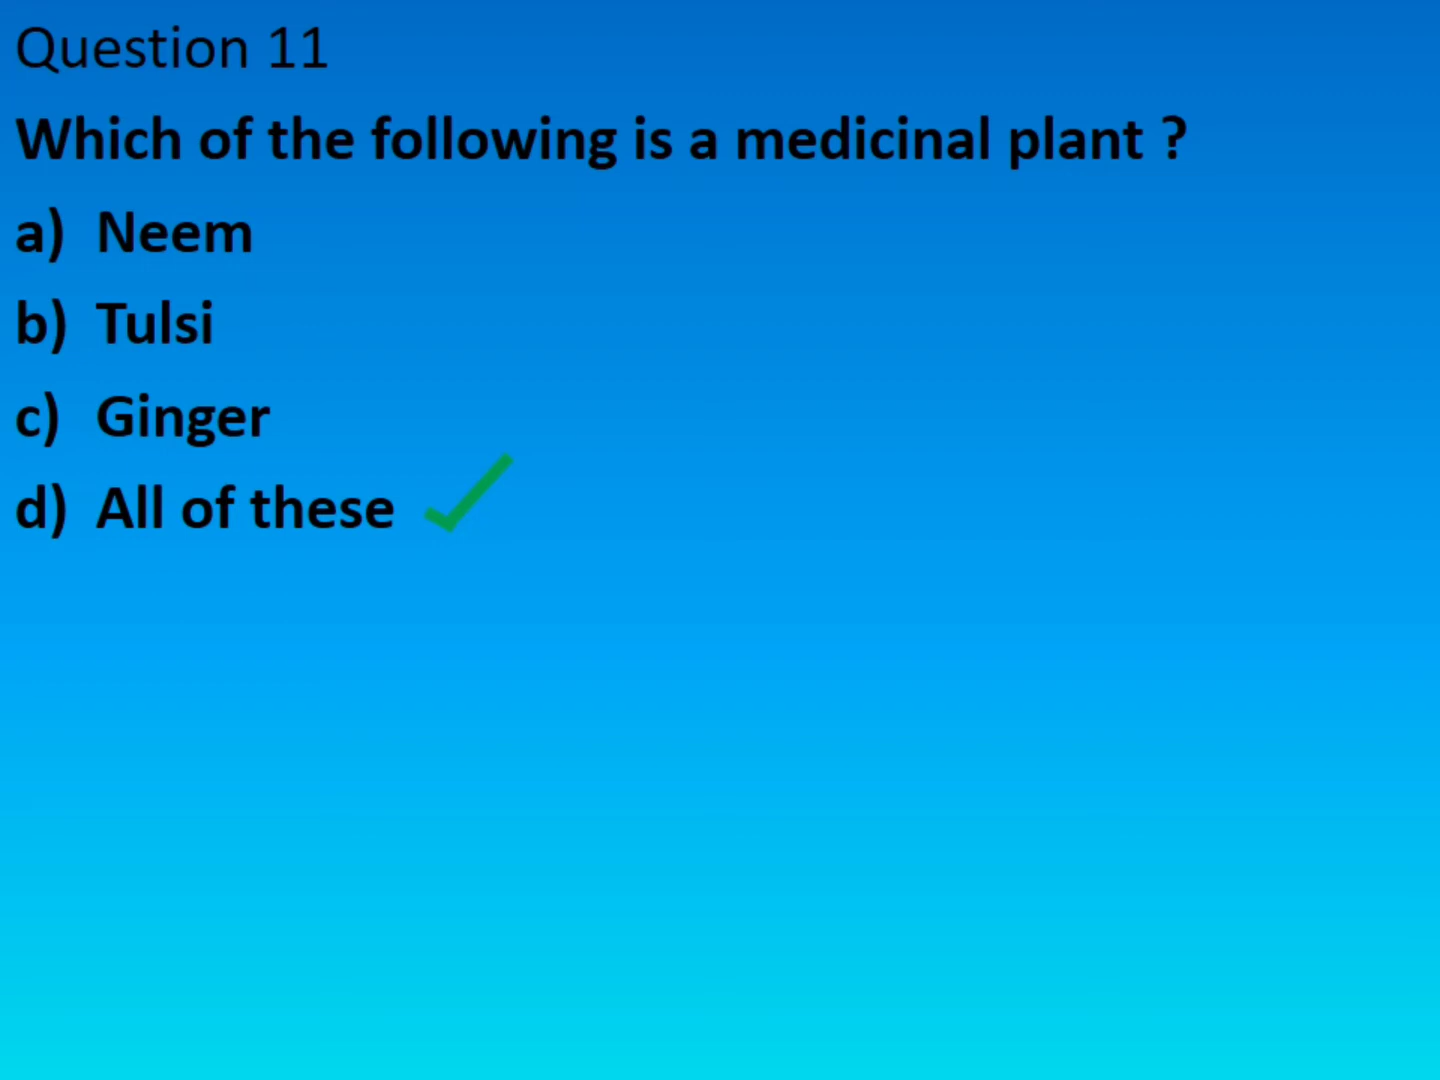 Question 11
Which of the following is a medicinal plant ?
a) Neem
b) Tulsi
c) Ginger
d) All of these